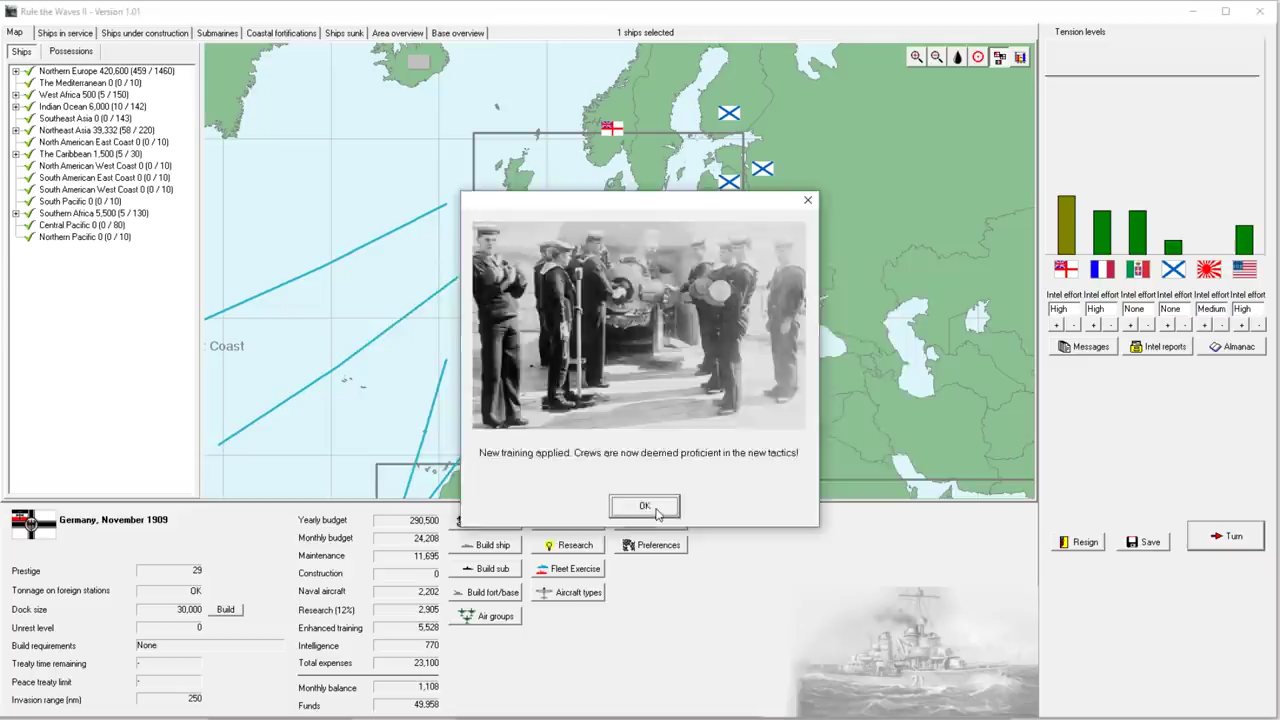 Rule the Waves II - Version 1.01
Map
Ships in service
Ships under construction
Submarines
Coastal fortifications
Ships sunk
Area overview
Base overview
1 ships selected
Tension levels
Ships
Possessions
Northern Europe 420,600 (459 / 1460)
The Mediterranean 0 (0 / 10)
West Africa 500 (5 / 150)
Indian Ocean 6,000 (10 / 142)
Southeast Asia 0 (0 / 143)
Northeast Asia 39,332 (58 / 220)
North American East Coast 0 (0 / 10)
The Caribbean 1,500 (5 / 30)
North American West Coast 0 (0 / 10)
South American East Coast 0 (0 / 10)
South American West Coast 0 (0 / 10)
South Pacific 0 (0 / 10)
Southern Africa 5,500 (5 / 130)
Central Pacific 0 (0 / 80)
Northern Pacific 0 (0 / 10)
: Coast
New training applied. Crews are now deemed proficient in the new tactics!
OK
Intel effort Intel effort Intel effort Intel effort Intel effort Intel effort
High High None None Medium High
+ - + - + - + - + - + -
Messages
Intel reports
Almanac
Germany, November 1909
Prestige 29
Tonnage on foreign stations OK
Dock size 30,000 Build
Unrest level 0
Build requirements None
Treaty time remaining -
Peace treaty limit -
Invasion range (nm) 250
Yearly budget 290,500
Monthly budget 24,208
Maintenance 11,695
Construction 0
Naval aircraft 2,202
Research (12%) 2,905
Enhanced training 5,528
Intelligence 770
Total expenses 23,100
Monthly balance 1,108
Funds 49,958
Build ship
Research
Preferences
Build sub
Fleet Exercise
Build fort/base
Aircraft types
Air groups
Resign
Save
Turn